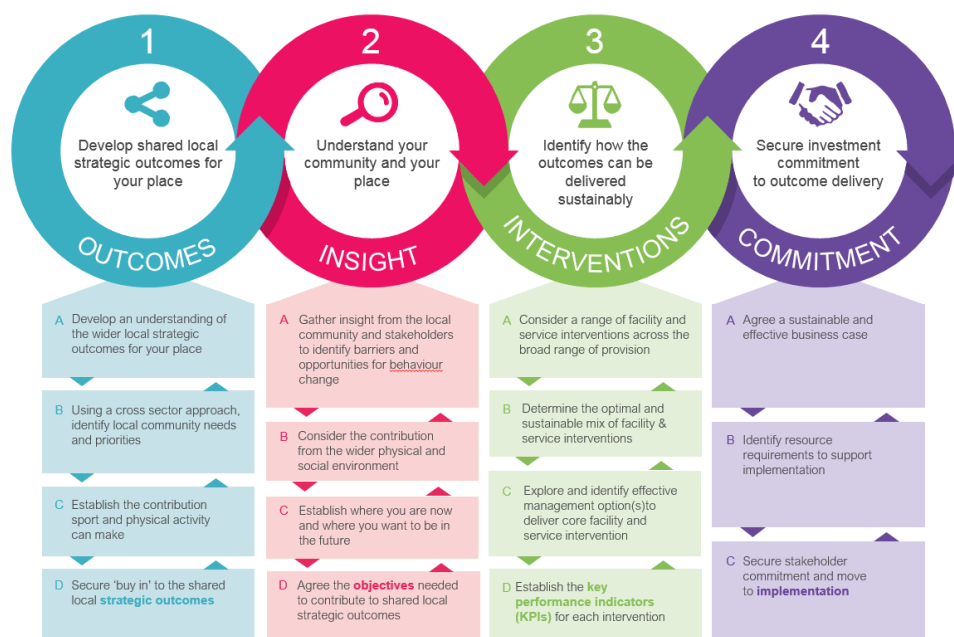 1
Develop shared local
strategic outcomes for
your place
OUTCOMES
2
Understand your
community and your
place
INSIGHT
3
Identify how the
outcomes can be
delivered
sustainably
INTERVENTIONS
4
Secure investment
commitment
to outcome delivery
COMMITMENT
A Develop an understanding of
the wider local strategic
outcomes for your place
B Using a cross sector approach,
identify local community needs
and priorities
C Establish the contribution
sport and physical activity
can make
D Secure ‘buy in’ to the shared
local strategic outcomes
A Gather insight from the local
community and stakeholders
to identify barriers and
opportunities for behaviour
change
B Consider the contribution
from the wider physical and
social environment
C Establish where you are now
and where you want to be in
the future
D Agree the objectives needed
to contribute to shared local
strategic outcomes
A Consider a range of facility and
service interventions across the
broad range of provision
B Determine the optimal and
sustainable mix of facility &
service interventions
C Explore and identify effective
management option(s)to
deliver core facility and
service intervention
D Establish the key
performance indicators
(KPIs) for each intervention
A Agree a sustainable and
effective business case
B Identify resource
requirements to support
implementation
C Secure stakeholder
commitment and move
to implementation